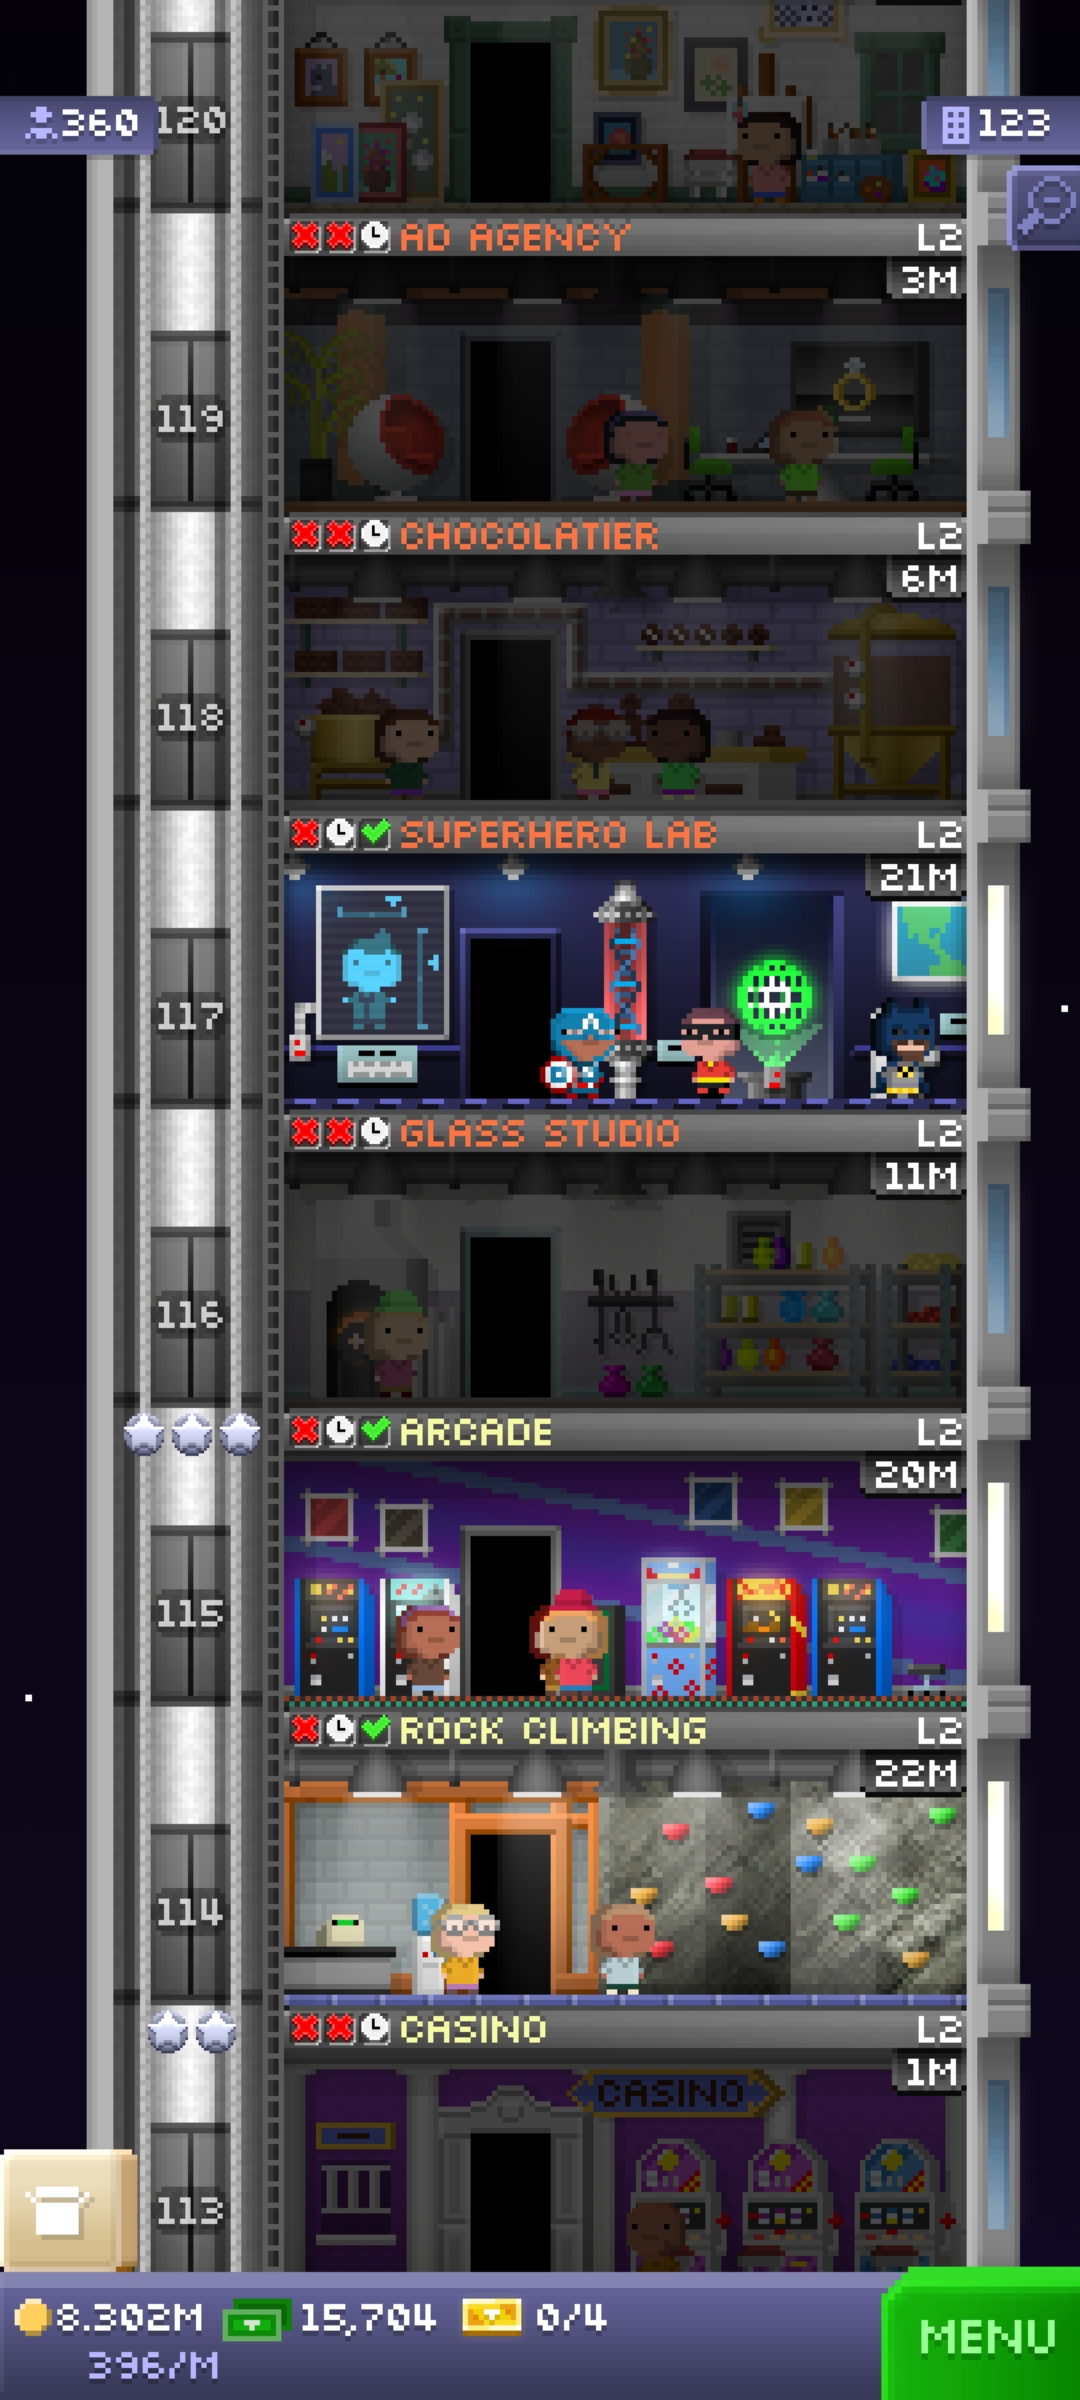 360
120
123
AD AGENCY L2
3M
119
CHOCOLATIER L2
6M
118
SUPERHERO LAB L2
21M
117
GLASS STUDIO L2
11M
116
ARCADE L2
20M
115
ROCK CLIMBING L2
22M
114
CASINO L2
1M
CASINO
113
8.302M 15,704 0/4
396/M
MENU